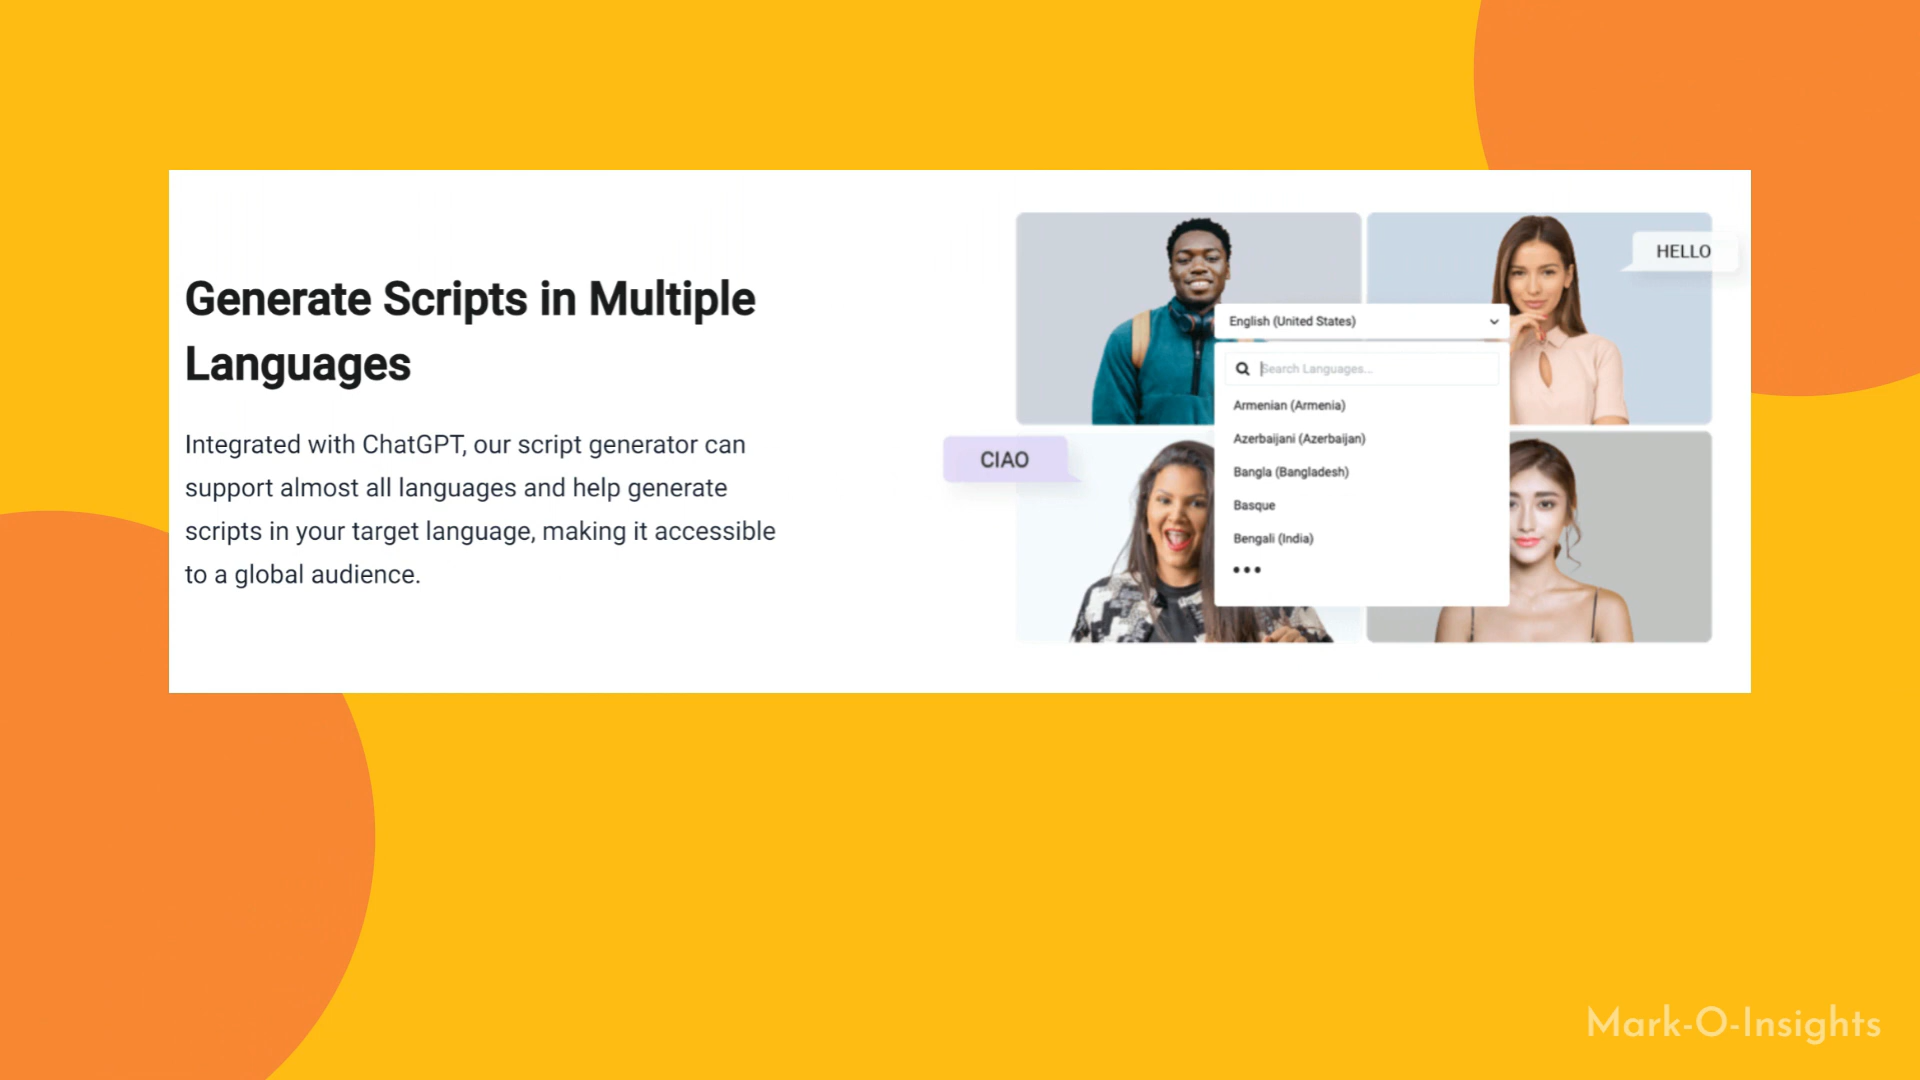 Generate Scripts in Multiple
Languages
Integrated with ChatGPT, our script generator can
support almost all languages and help generate
scripts in your target language, making it accessible
to a global audience.
HELLO
English (United States)
Search Languages...
Armenian (Armenia)
Azerbaijani (Azerbaijan)
Bangla (Bangladesh)
Basque
Bengali (India)
•••
CIAO
Mark-O-Insights